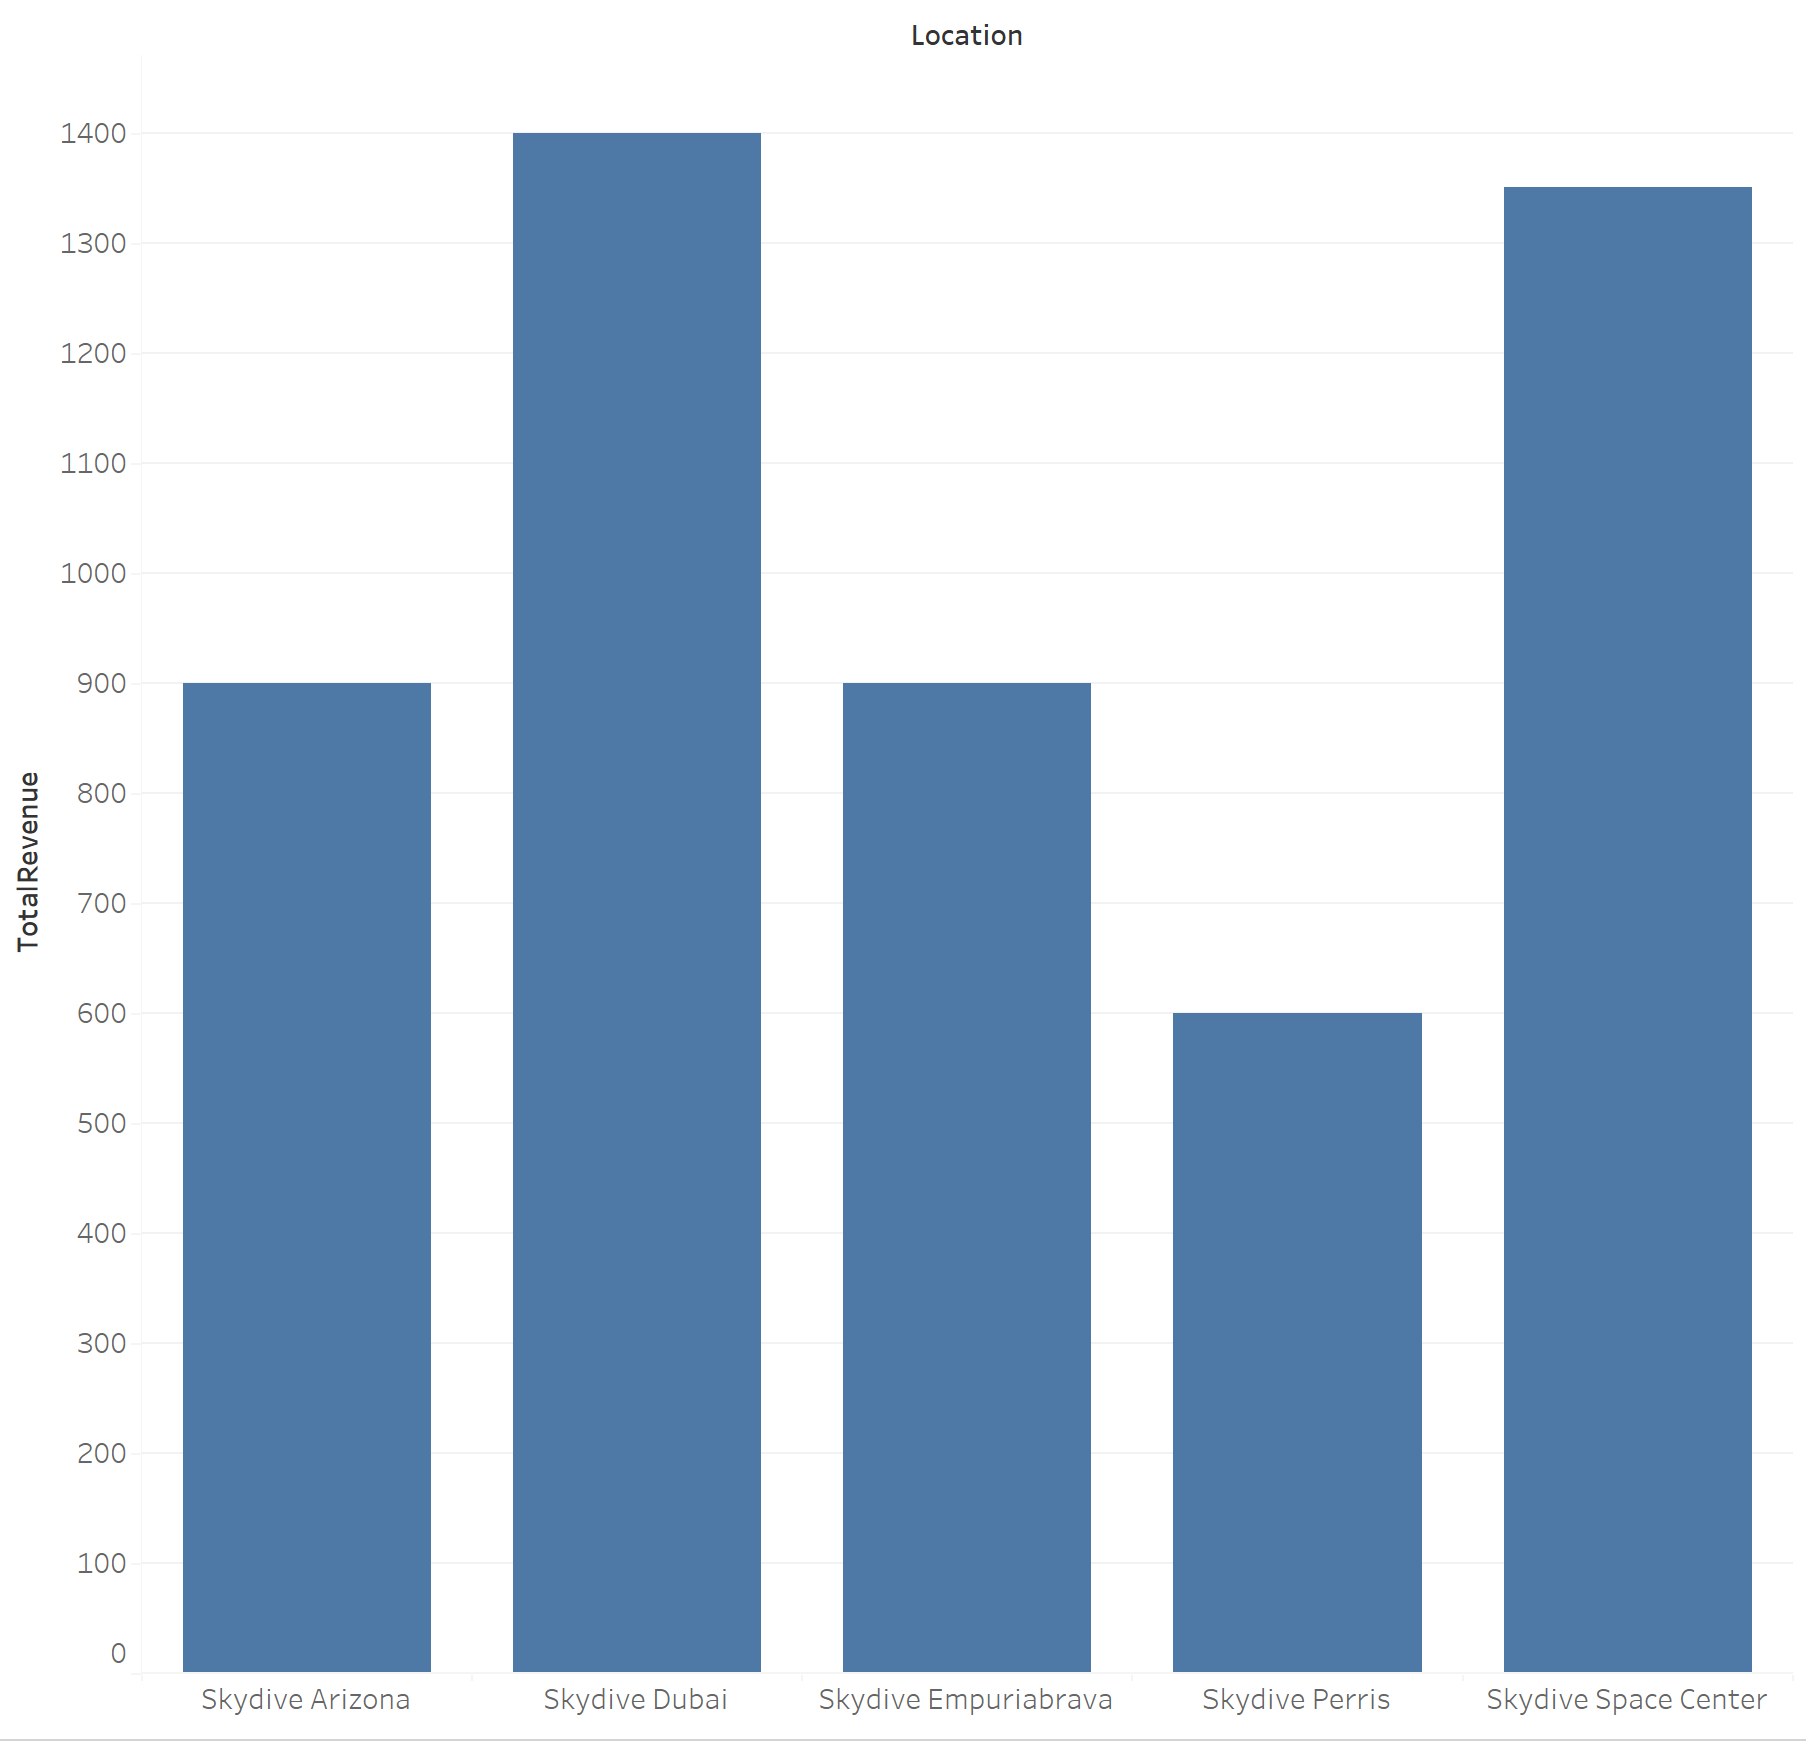 Location
TotalRevenue
1400
1300
1200
1100
1000
900
800
700
600
500
400
300
200
100
0
Skydive Arizona
Skydive Dubai
Skydive Empuriabrava
Skydive Perris
Skydive Space Center